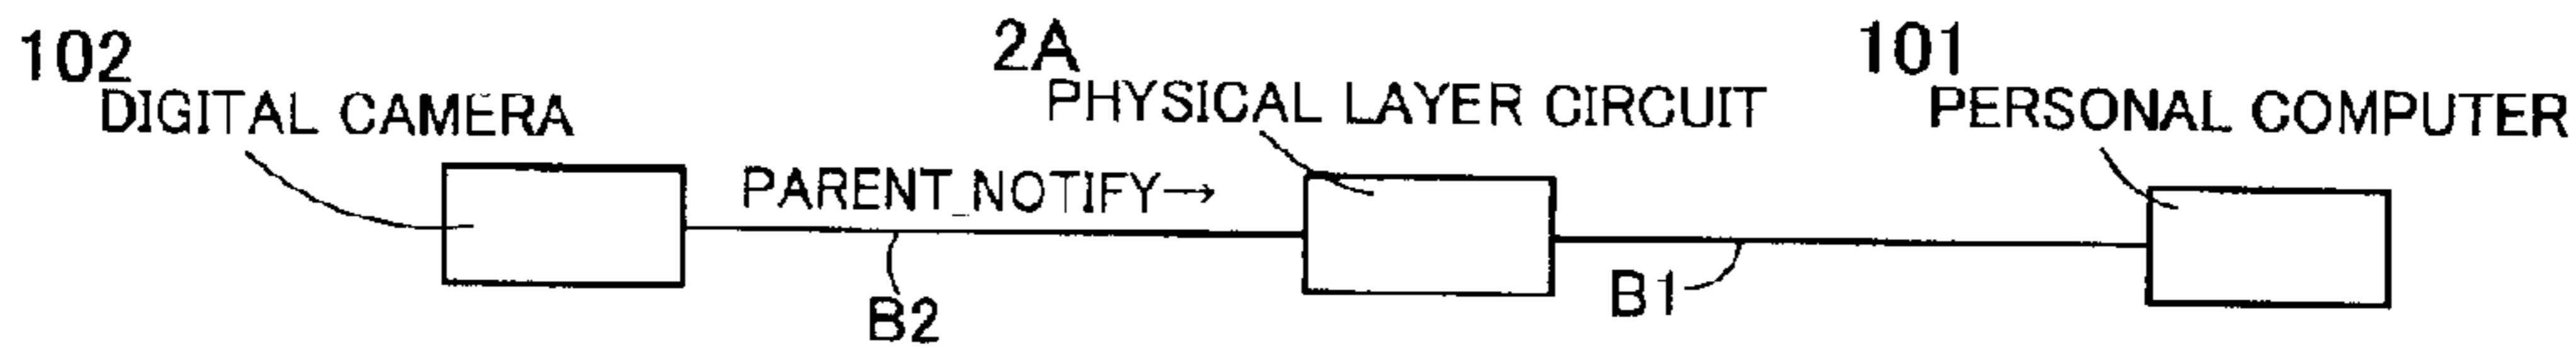 102
DIGITAL CAMERA
2A
PHYSICAL LAYER CIRCUIT
101
PERSONAL COMPUTER
PARENT_NOTIFY→
B2
B1